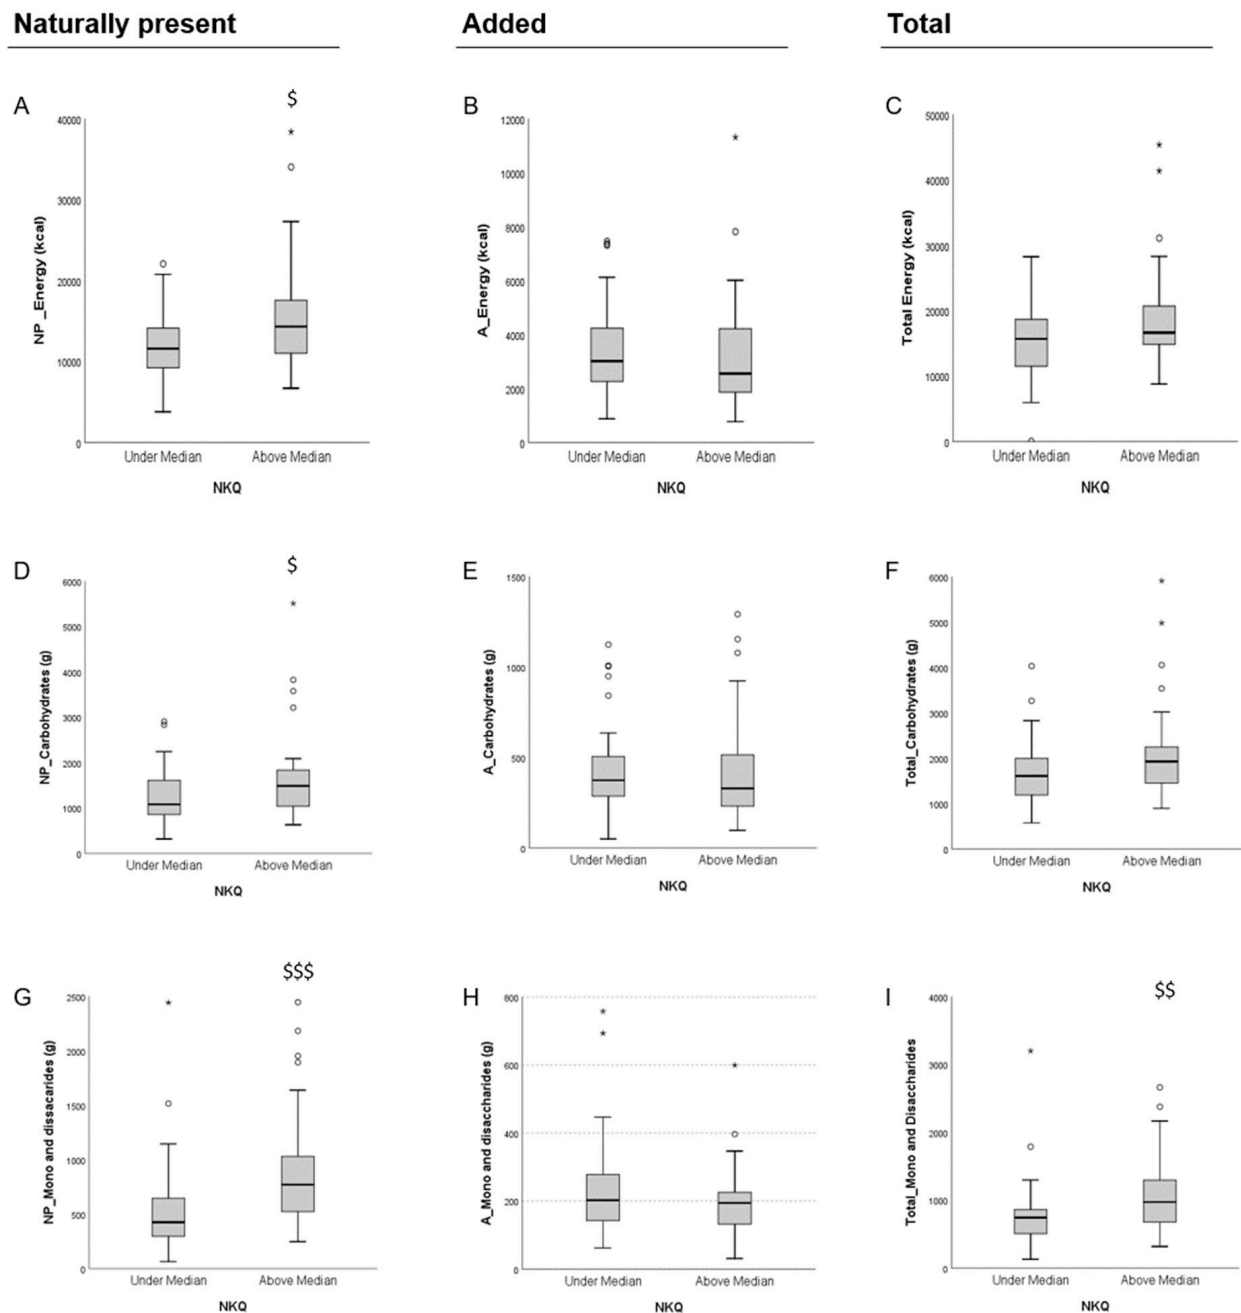 Naturally present
Added
Total
A
$
NP_Energy (kcal)
40000
30000
20000
10000
0
Under Median
Above Median
NKQ
B
A_Energy (kcal)
12000
10000
8000
6000
4000
2000
0
Under Median
Above Median
NKQ
C
Total Energy (kcal)
50000
40000
30000
20000
10000
0
Under Median
Above Median
NKQ
D
$
NP_Carbohydrates (g)
6000
5000
4000
3000
2000
1000
0
Under Median
Above Median
NKQ
E
A_Carbohydrates (g)
1500
1000
500
0
Under Median
Above Median
NKQ
F
Total_Carbohydrates (g)
6000
5000
4000
3000
2000
1000
0
Under Median
Above Median
NKQ
G
$$$
NP_Mono and dissacarides (g)
2500
2000
1500
1000
500
0
Under Median
Above Median
NKQ
H
A_Mono and disaccharides (g)
800
600
400
200
0
Under Median
Above Median
NKQ
I
$$
Total_Mono and Disaccharides
4000
3000
2000
1000
0
Under Median
Above Median
NKQ